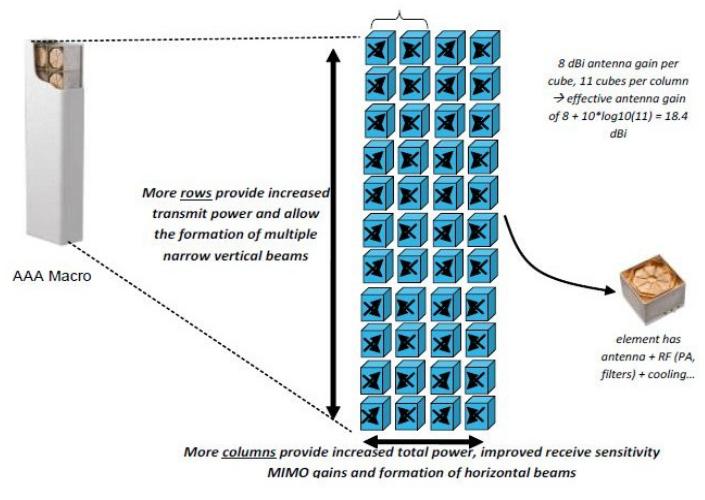 8 dBi antenna gain per
cube, 11 cubes per column
→ effective antenna gain
of 8 + 10*log10(11) = 18.4
dBi
More rows provide increased
transmit power and allow
the formation of multiple
narrow vertical beams
AAA Macro
element has
antenna + RF (PA,
filters) + cooling...
More columns provide increased total power, improved receive sensitivity
MIMO gains and formation of horizontal beams